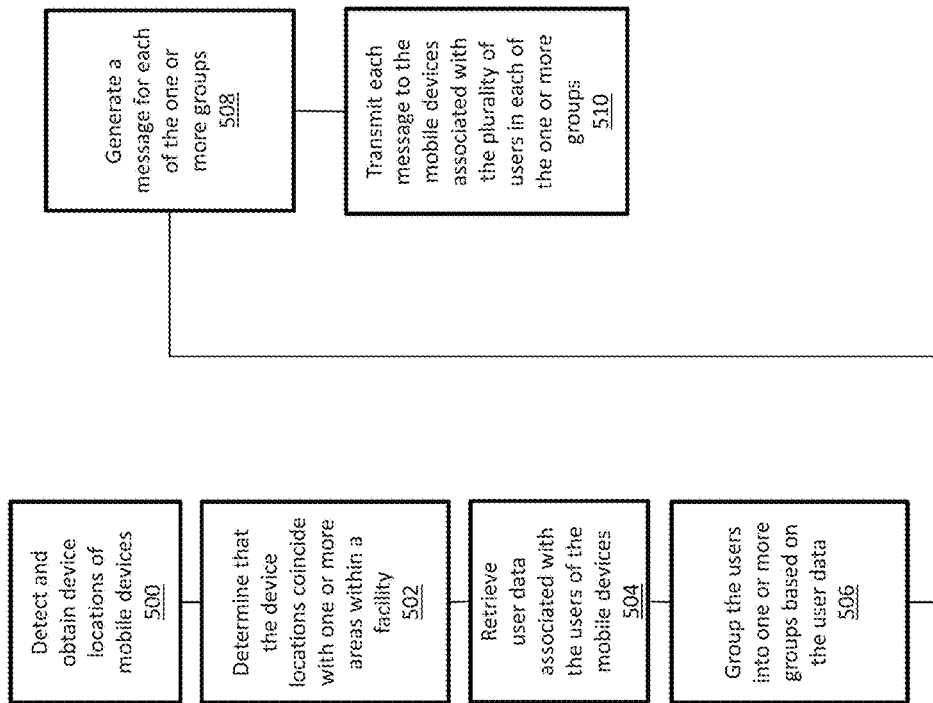 Detect and
obtain device
locations of
mobile devices
500
Determine that
the device
locations coincide
with one or more
areas within a
facility
502
Retrieve
user data
associated with
the users of the
mobile devices
504
Group the users
into one or more
groups based on
the user data
506
Generate a
message for each
of the one or
more groups
508
Transmit each
message to the
mobile devices
associated with
the plurality of
users in each of
the one or more
groups
510